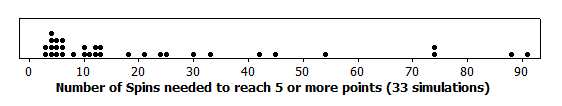 0 10 20 30 40 50 60 70 80 90
Number of Spins needed to reach 5 or more points (33 simulations)